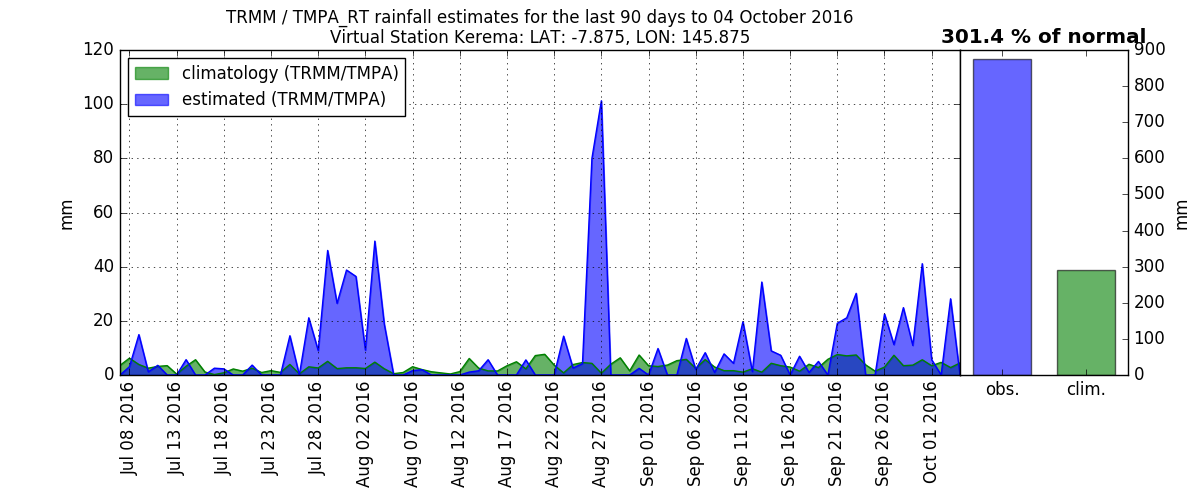 TRMM / TMPA_RT rainfall estimates for the last 90 days to 04 October 2016
Virtual Station Kerema: LAT: -7.875, LON: 145.875
301.4 % of normal
climatology (TRMM/TMPA)
estimated (TRMM/TMPA)
120
100
80
60
40
20
0
mm
Jul 08 2016
Jul 13 2016
Jul 18 2016
Jul 23 2016
Jul 28 2016
Aug 02 2016
Aug 07 2016
Aug 12 2016
Aug 17 2016
Aug 22 2016
Aug 27 2016
Sep 01 2016
Sep 06 2016
Sep 11 2016
Sep 16 2016
Sep 21 2016
Sep 26 2016
Oct 01 2016
obs.
clim.
900
800
700
600
500
400
300
200
100
0
mm